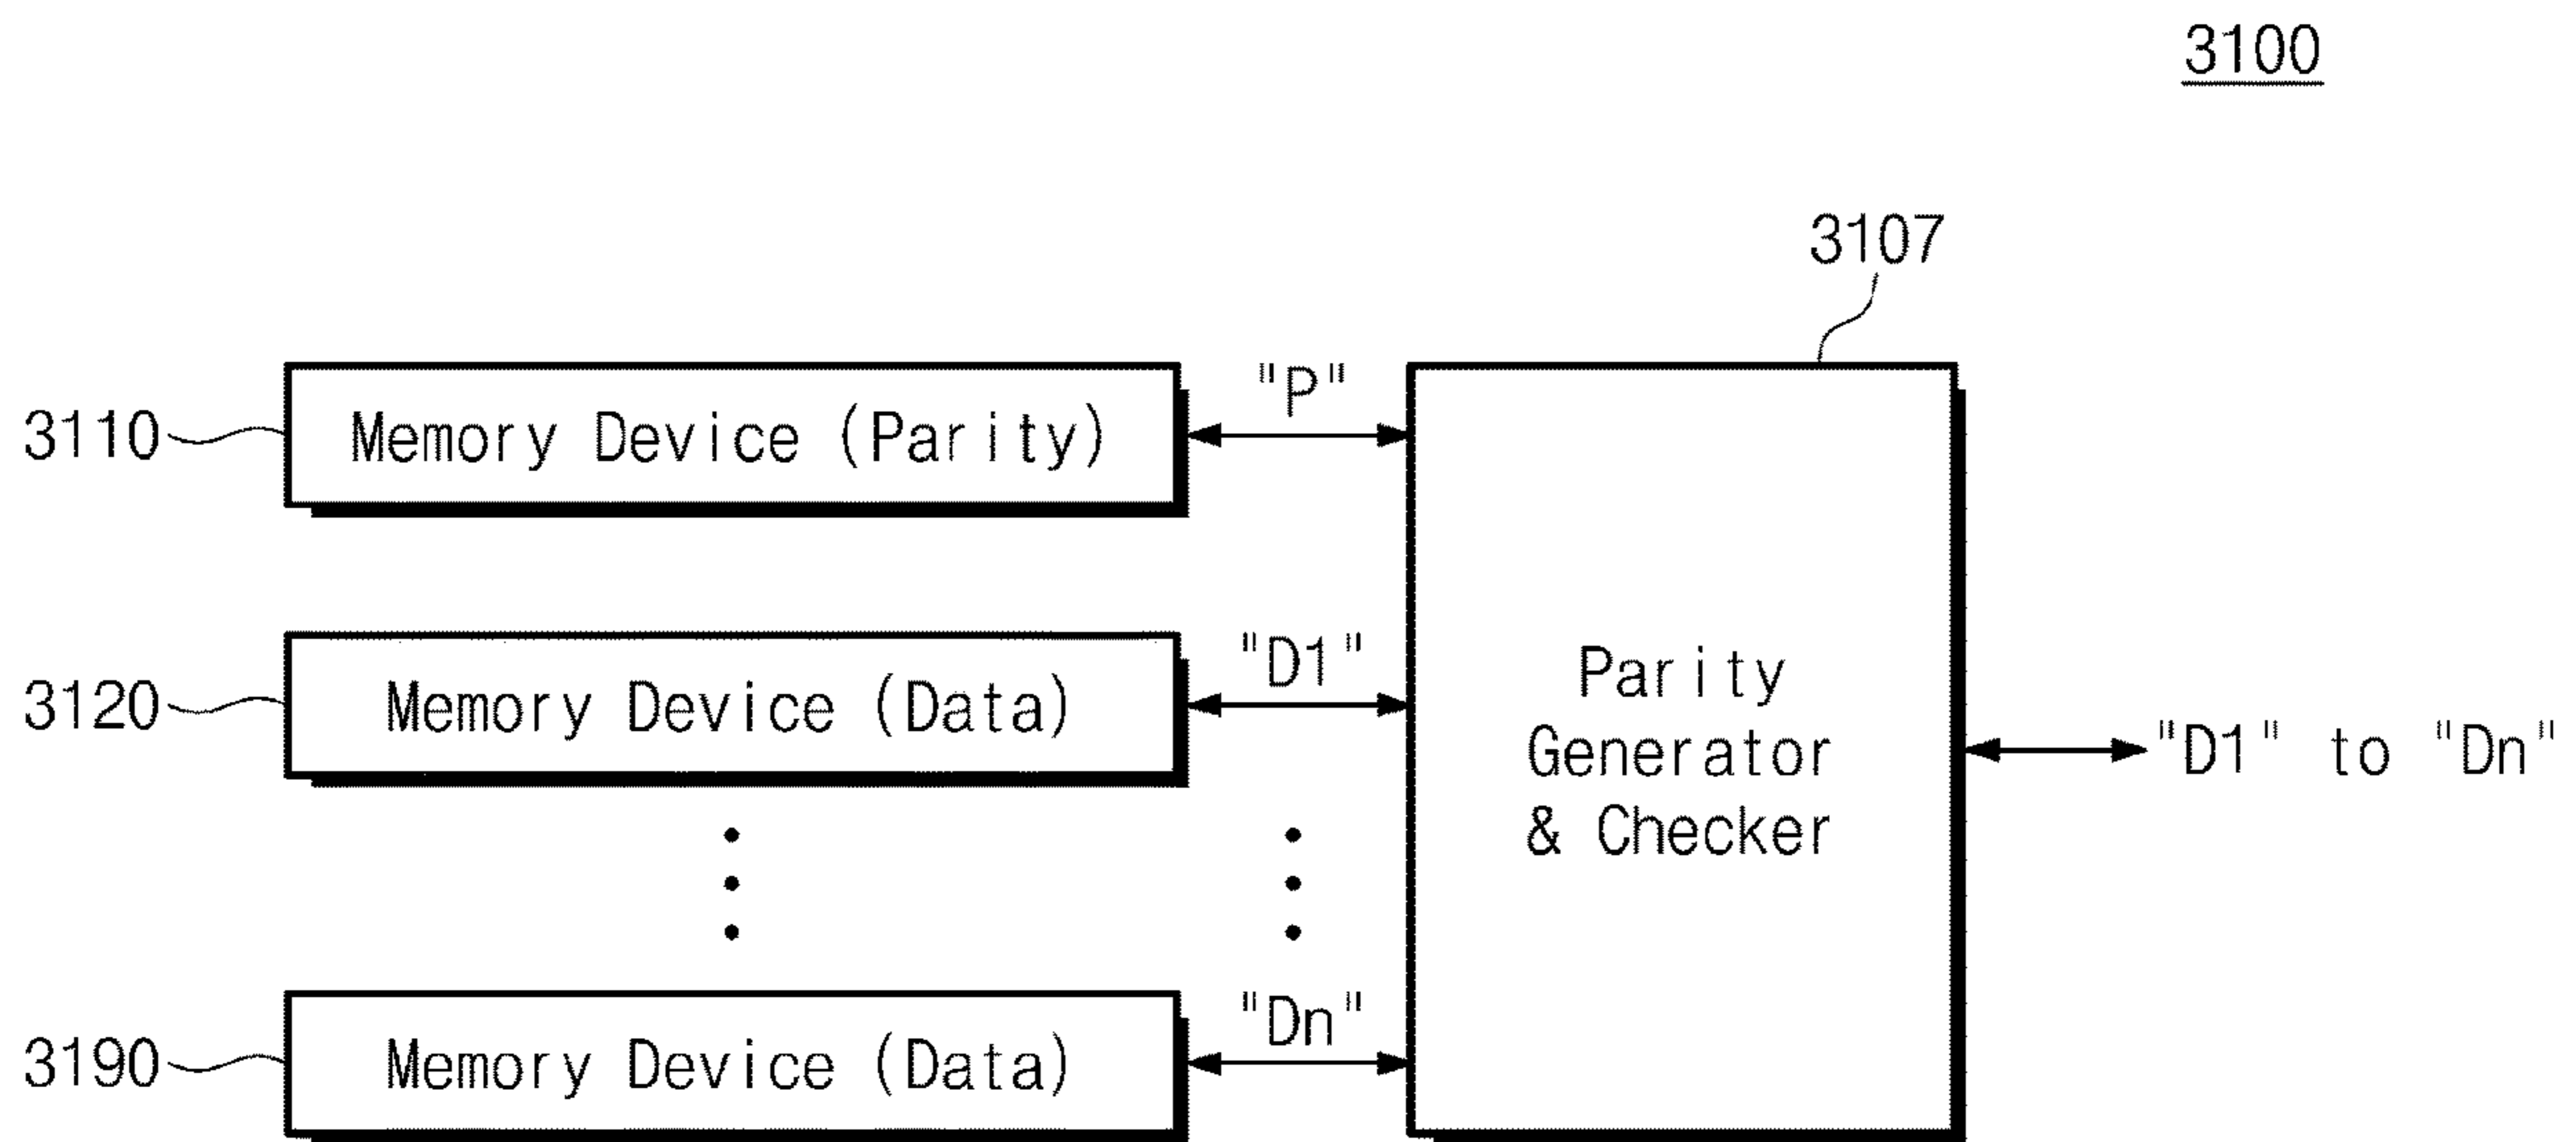 3100
3107
"P"
3110 Memory Device (Parity)
"D1"
3120 Memory Device (Data)
Parity
Generator
& Checker
"D1" to "Dn"
"Dn"
3190 Memory Device (Data)